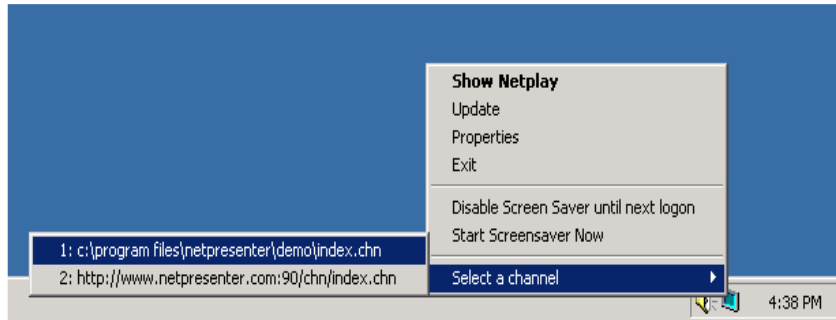 Show Netplay
Update
Properties
Exit
Disable Screen Saver until next logon
Start Screensaver Now
Select a channel
1: c:\program files\netpresenter\demo\index.chn
2: http://www.netpresenter.com:90/chn/index.chn
4:38 PM